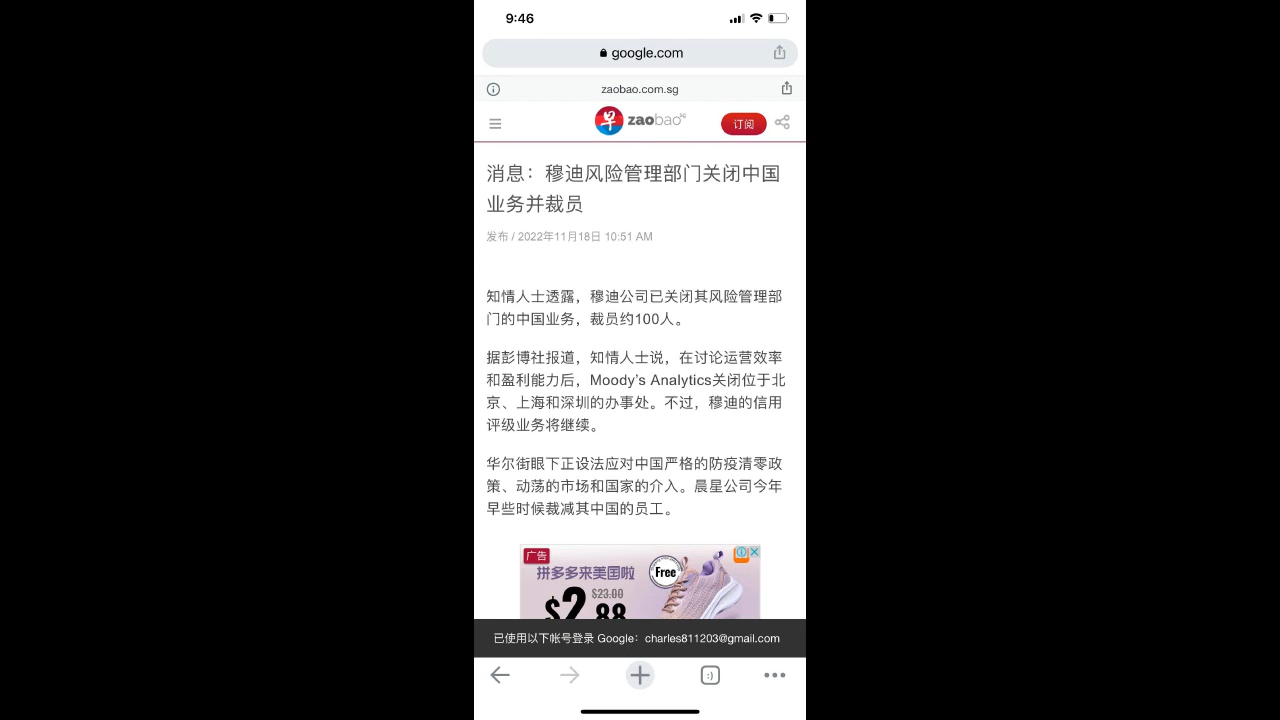 9:46
google.com
zaobao.com.sg
早 zaobao
订阅
消息：穆迪风险管理部门关闭中国
业务并裁员
发布 / 2022年11月18日 10:51 AM
知情人士透露，穆迪公司已关闭其风险管理部
门的中国业务，裁员约100人。
据彭博社报道，知情人士说，在讨论运营效率
和盈利能力后，Moody’s Analytics关闭位于北
京、上海和深圳的办事处。不过，穆迪的信用
评级业务将继续。
华尔街眼下正设法应对中国严格的防疫清零政
策、动荡的市场和国家的介入。晨星公司今年
早些时候裁减其中国的员工。
广告
拼多多来美国啦
Free
$23.00
$2.88
已使用以下帐号登录 Google：charles811203@gmail.com
:)